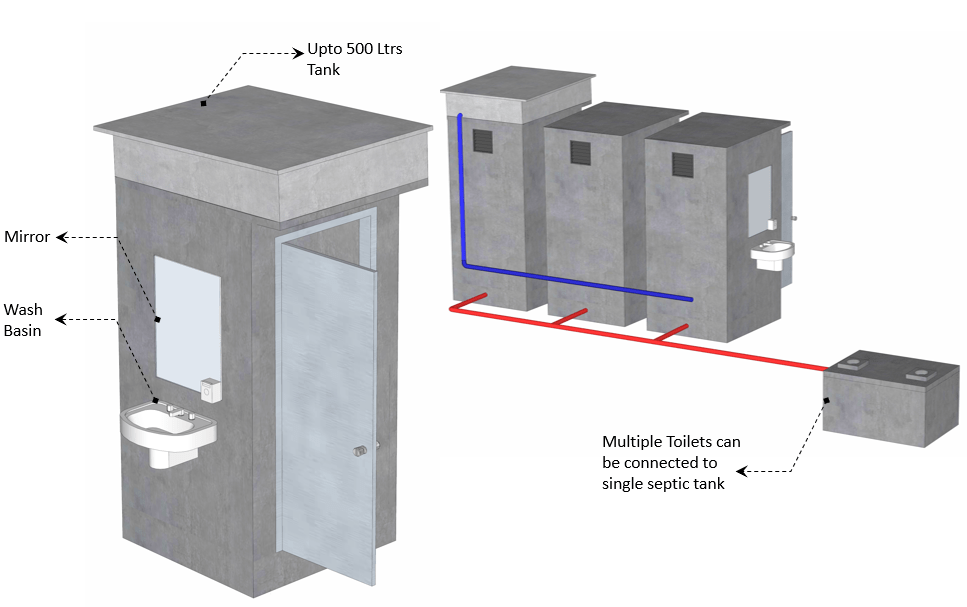 Upto 500 Ltrs
Tank
Mirror
Wash
Basin
Multiple Toilets can
be connected to
single septic tank